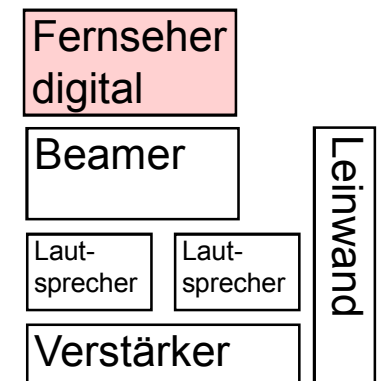 Fernseher
digital
Beamer
Leinwand
Laut-
sprecher
Laut-
sprecher
Verstärker